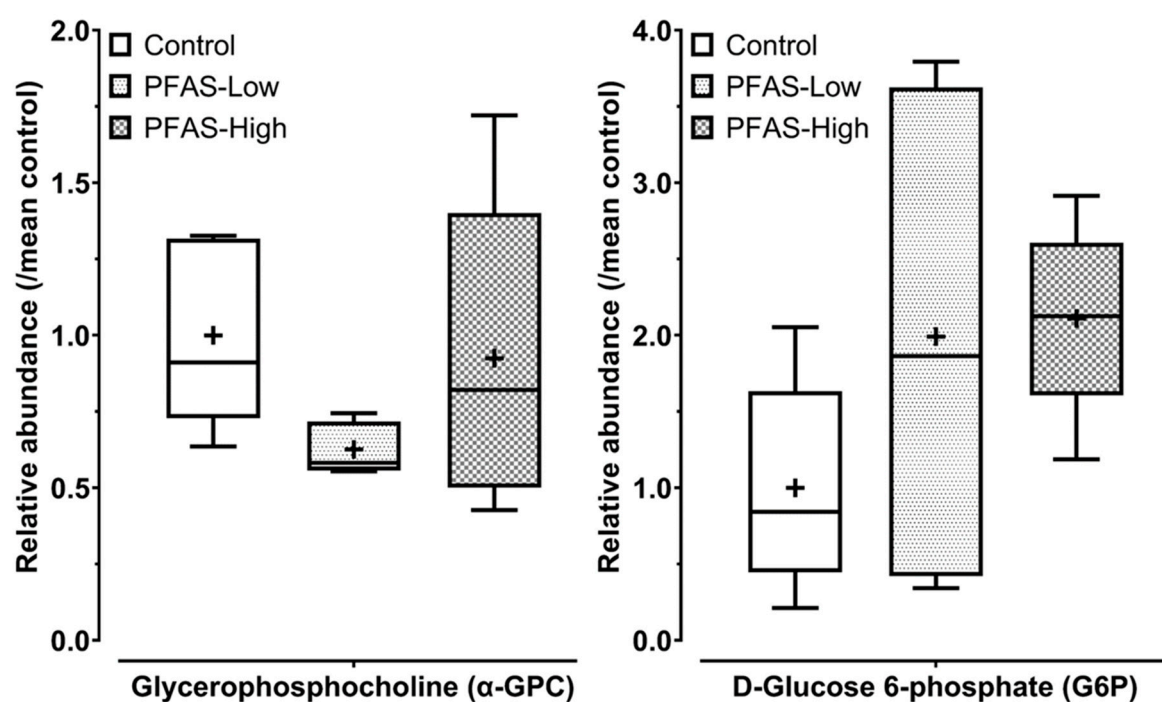 Relative abundance (/mean control)
2.0
1.5
1.0
0.5
0.0
Control
PFAS-Low
PFAS-High
Glycerophosphocholine (α-GPC)
Relative abundance (/mean control)
4.0
3.0
2.0
1.0
0.0
Control
PFAS-Low
PFAS-High
D-Glucose 6-phosphate (G6P)